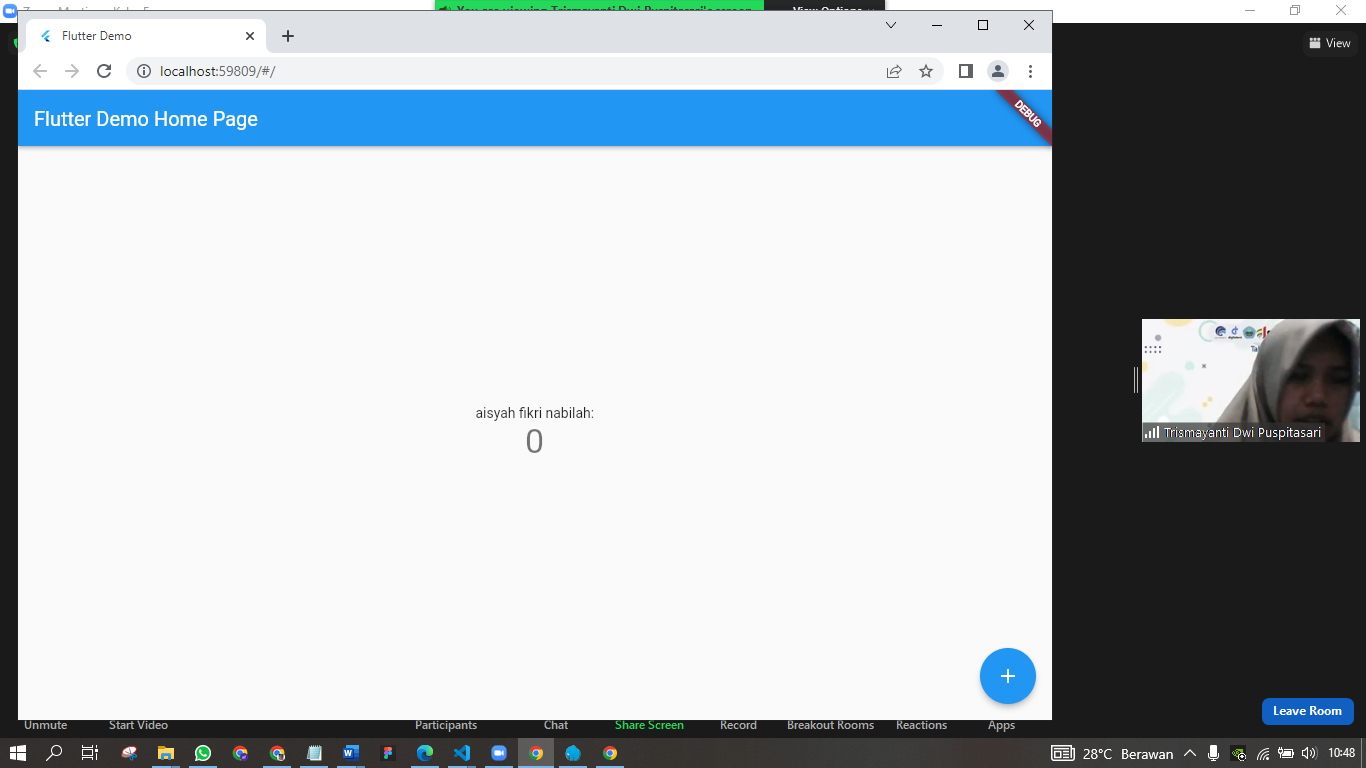 Flutter Demo
localhost:59809/#/
View
Flutter Demo Home Page
DEBUG
aisyah fikri nabilah:
0
Trismayanti Dwi Puspitasari
Leave Room
Unmute
Start Video
Participants
Chat
Share Screen
Record
Breakout Rooms
Reactions
Apps
28°C Berawan
10:48